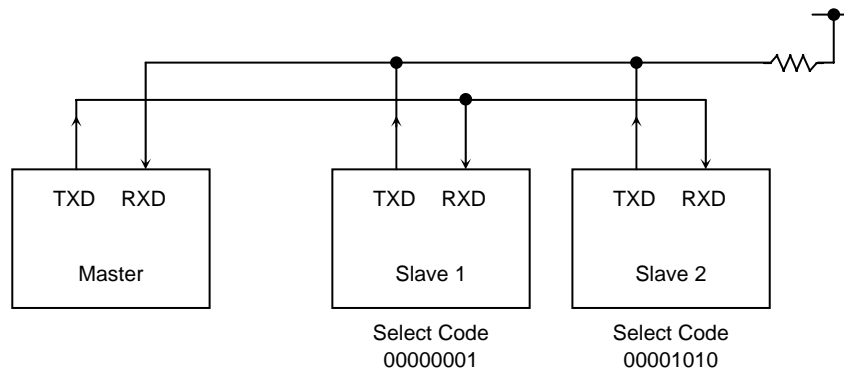 TXD RXD
Master
TXD RXD
Slave 1
Select Code
00000001
TXD RXD
Slave 2
Select Code
00001010